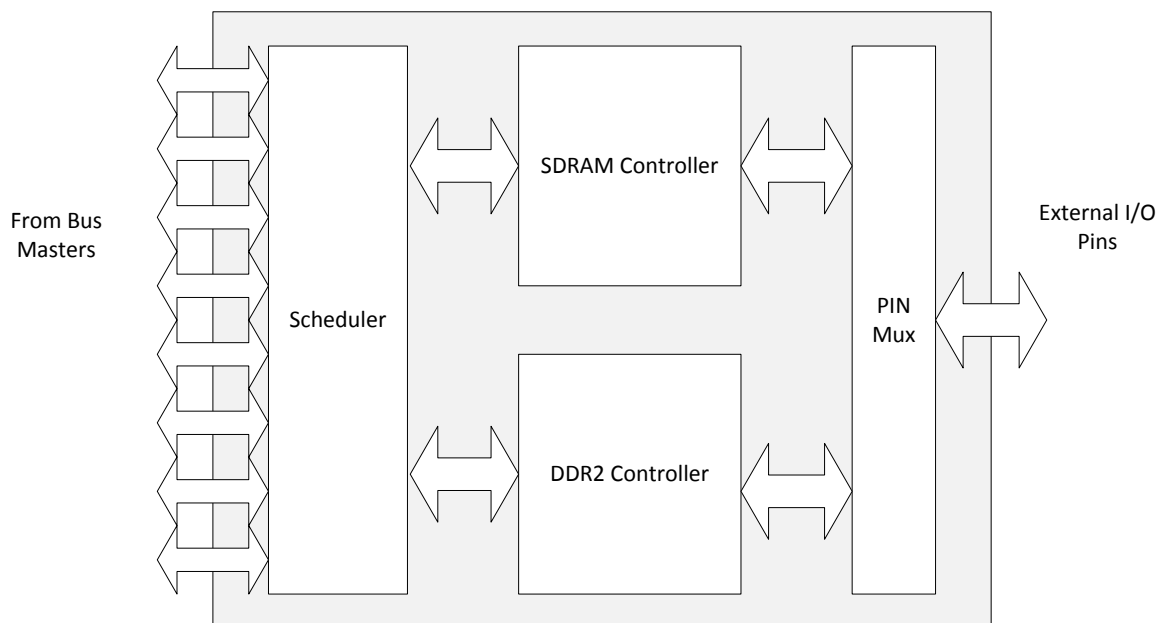 From Bus
Masters
Scheduler
SDRAM Controller
DDR2 Controller
PIN
Mux
External I/O
Pins